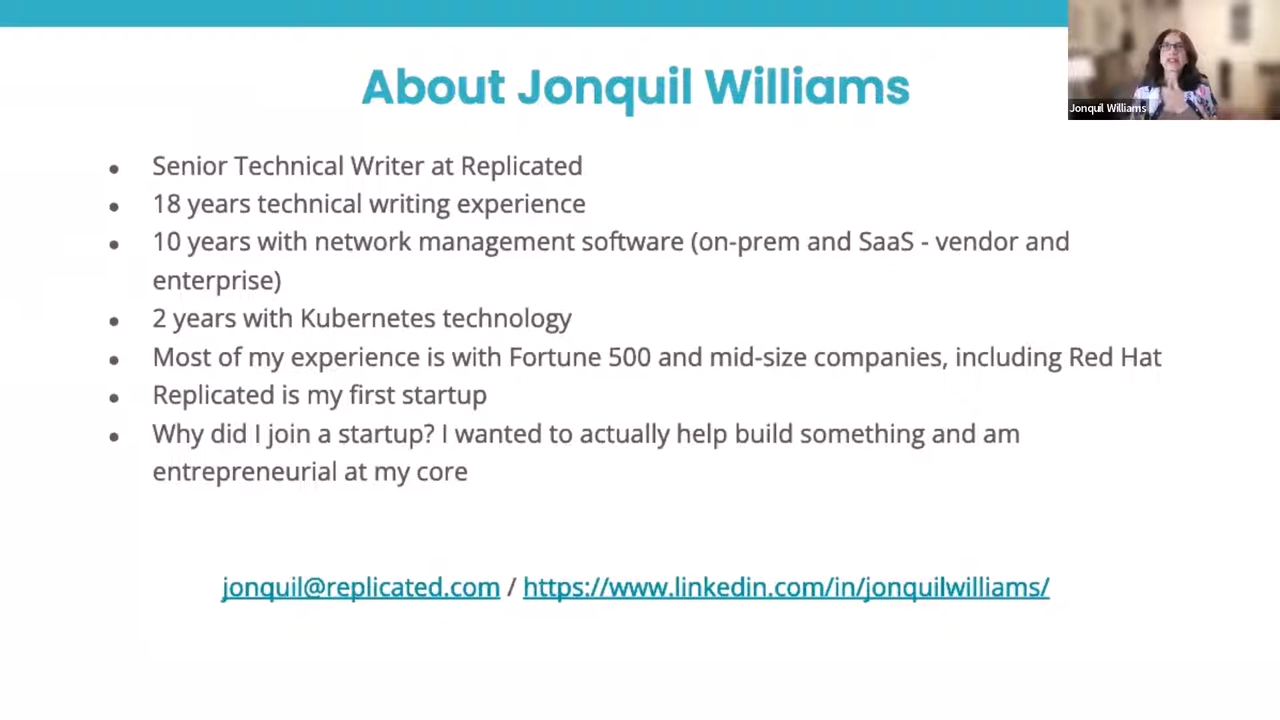 About Jonquil Williams
Jonquil Williams
• Senior Technical Writer at Replicated
• 18 years technical writing experience
• 10 years with network management software (on-prem and SaaS - vendor and
enterprise)
• 2 years with Kubernetes technology
• Most of my experience is with Fortune 500 and mid-size companies, including Red Hat
• Replicated is my first startup
• Why did I join a startup? I wanted to actually help build something and am
entrepreneurial at my core
jonquil@replicated.com / https://www.linkedin.com/in/jonquilwilliams/